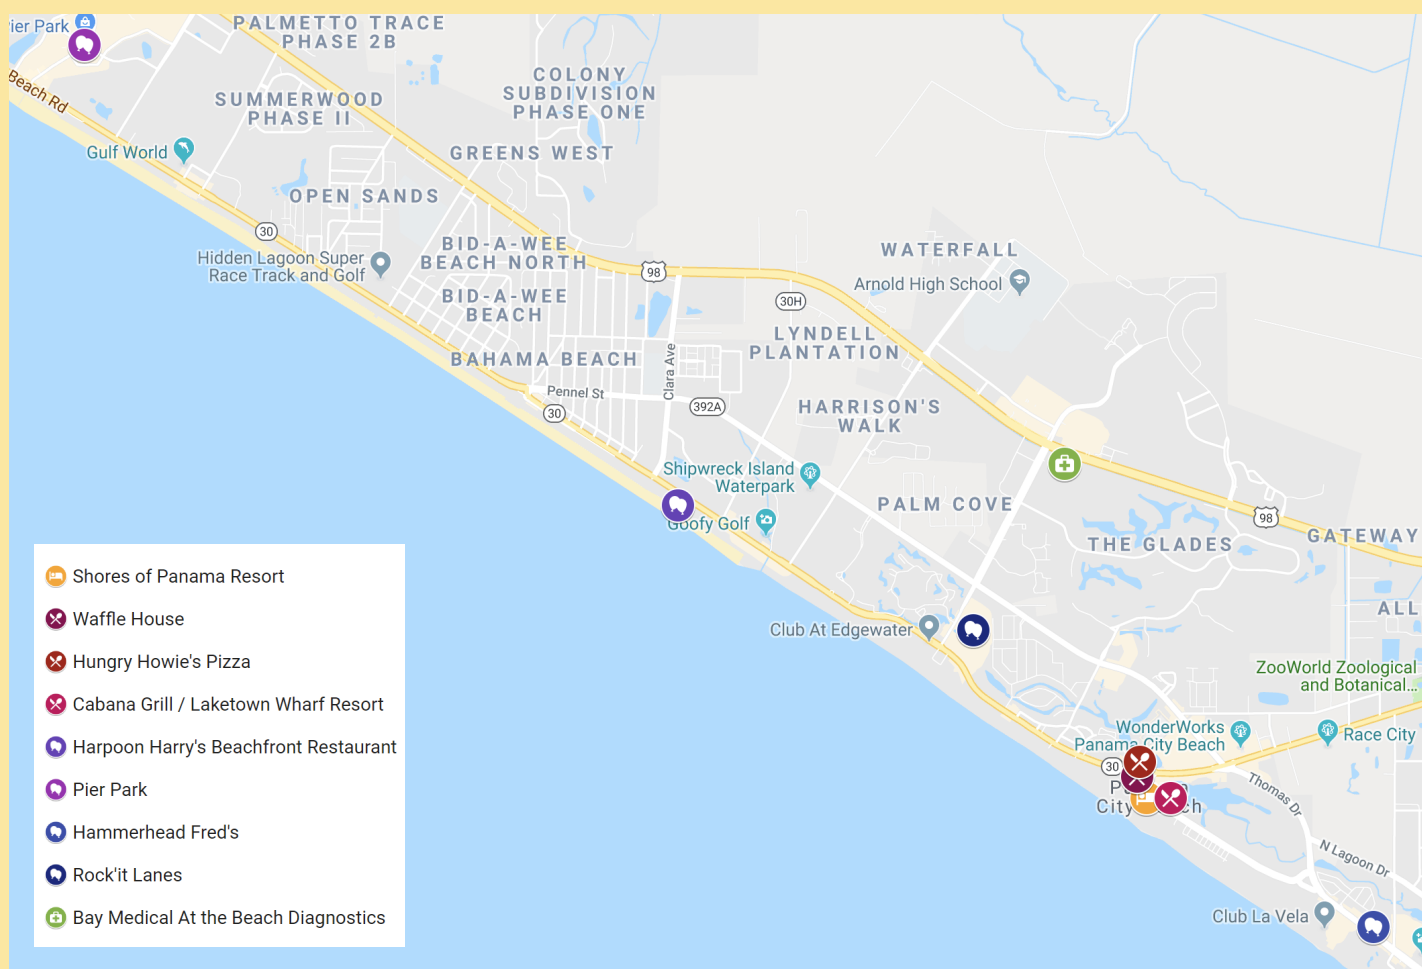 ier Park
PALMETTO TRACE
PHASE 2B
Beach Rd
COLONY
SUBDIVISION
PHASE ONE
SUMMERWOOD
PHASE II
Gulf World
GREENS WEST
OPEN SANDS
30
Hidden Lagoon Super
Race Track and Golf
BID-A-WEE
BEACH NORTH
98
WATERFALL
Arnold High School
BID-A-WEE
BEACH
30H
LYNDELL
PLANTATION
BAHAMA BEACH
Clara Ave
Pennel St
30
392A
HARRISON'S
WALK
Shipwreck Island
Waterpark
Goofy Golf
PALM COVE
98
THE GLADES
GATEWAY
ALL
Club At Edgewater
ZooWorld Zoological
and Botanical...
WonderWorks
Panama City Beach
Race City
30
Thomas Dr
N Lagoon Dr
Club La Vela
Shores of Panama Resort
Waffle House
Hungry Howie's Pizza
Cabana Grill / Laketown Wharf Resort
Harpoon Harry's Beachfront Restaurant
Pier Park
Hammerhead Fred's
Rock'it Lanes
Bay Medical At the Beach Diagnostics